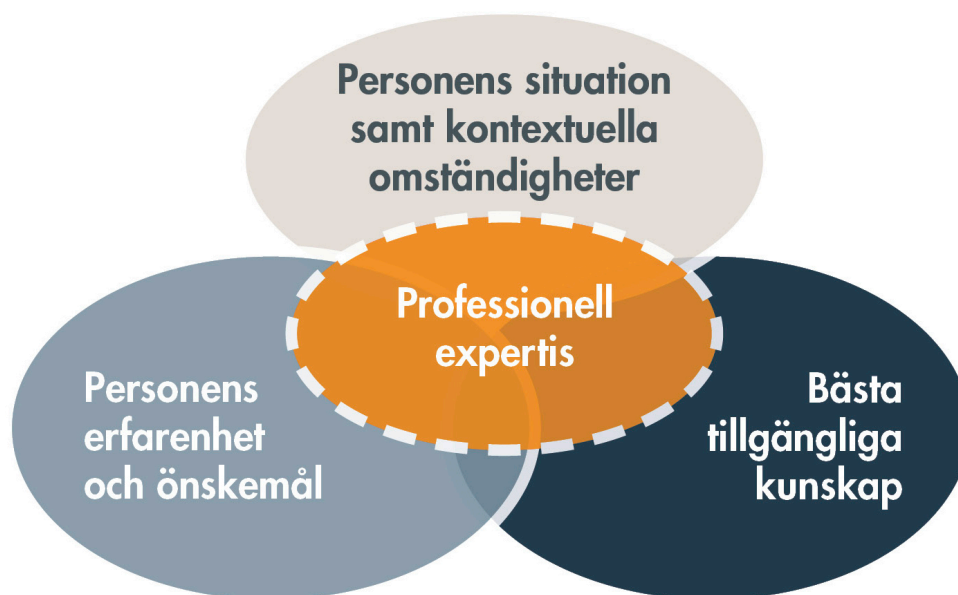 Personens situation
samt kontextuella
omständigheter
Professionell
expertis
Personens
erfarenhet
och önskemål
Bästa
tillgängliga
kunskap